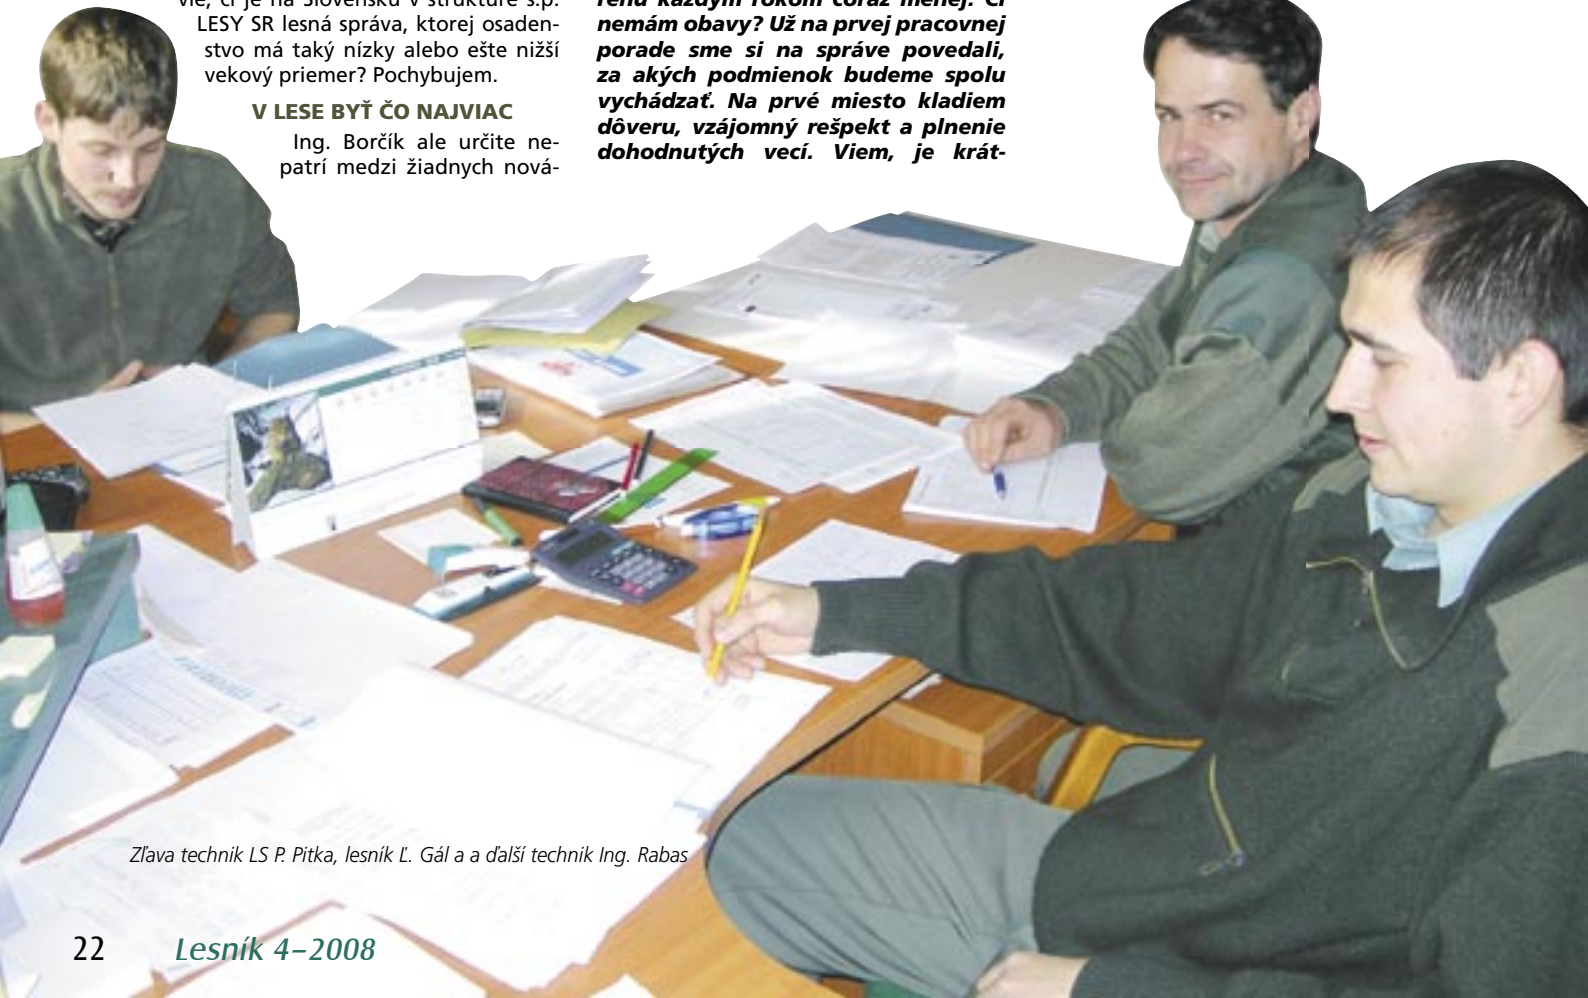 vie, či je na Slovensku v štruktúre š.p.
LESY SR lesná správa, ktorej osaden-
stvo má taký nízky alebo ešte nižší
vekový priemer? Pochybujem.
V LESE BYŤ ČO NAJVIAC
Ing. Borčík ale určite ne-
patrí medzi žiadnych nová-
rénu každým rokom čoraz menej. Či
nemám obavy? Už na prvej pracovnej
porade sme si na správe povedali,
za akých podmienok budeme spolu
vychádzať. Na prvé miesto kladiem
dôveru, vzájomný rešpekt a plnenie
dohodnutých vecí. Viem, je krát-
Zľava technik LS P. Pitka, lesník Ľ. Gál a a ďalší technik Ing. Rabas
22 Lesník 4–2008